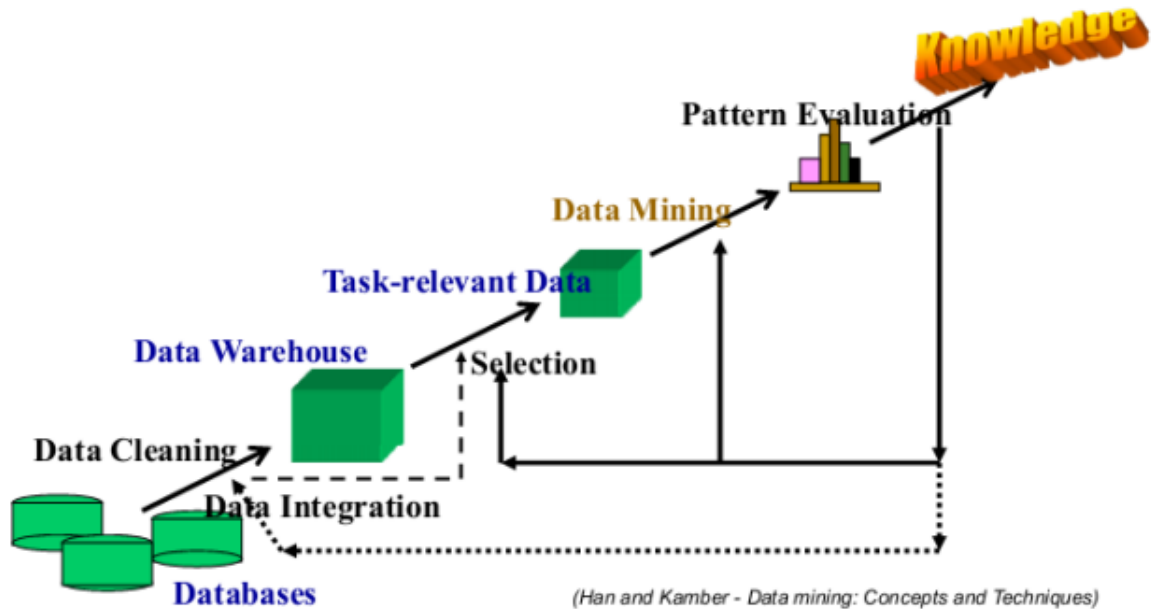 Knowledge
Pattern Evaluation
Data Mining
Task-relevant Data
Selection
Data Warehouse
Data Cleaning
Data Integration
Databases
(Han and Kamber - Data mining: Concepts and Techniques)